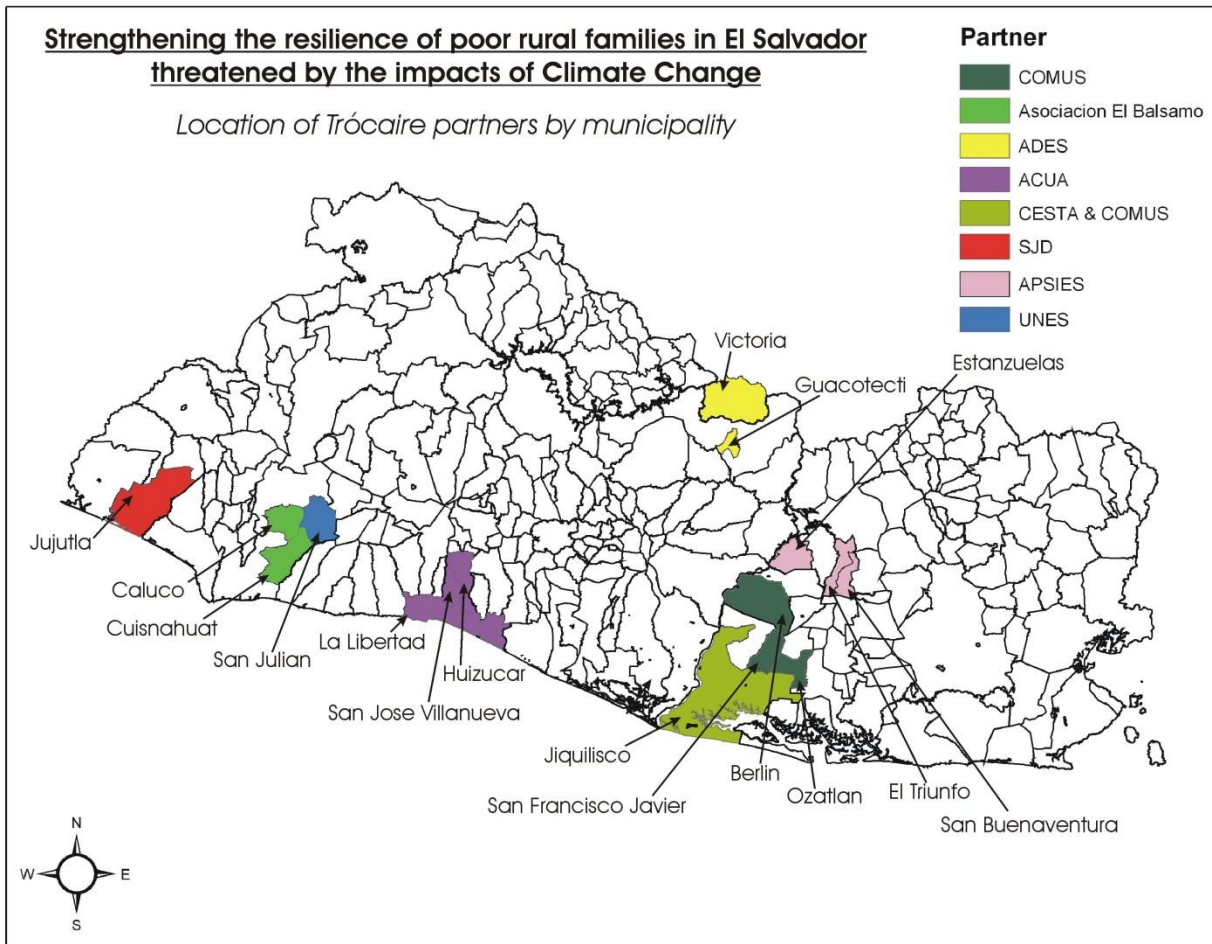 Strengthening the resilience of poor rural families in El Salvador
threatened by the impacts of Climate Change
Location of Trócaire partners by municipality
Partner
COMUS
Asociacion El Balsamo
ADES
ACUA
CESTA & COMUS
SJD
APSIES
UNES
Victoria
Estanzuelas
Guacotecti
Jujutla
Caluco
Cuisnahuat
San Julian
La Libertad
Huizucar
San Jose Villanueva
Jiquilisco
Berlin
San Francisco Javier
Ozatlan
El Triunfo
San Buenaventura
N
W
E
S